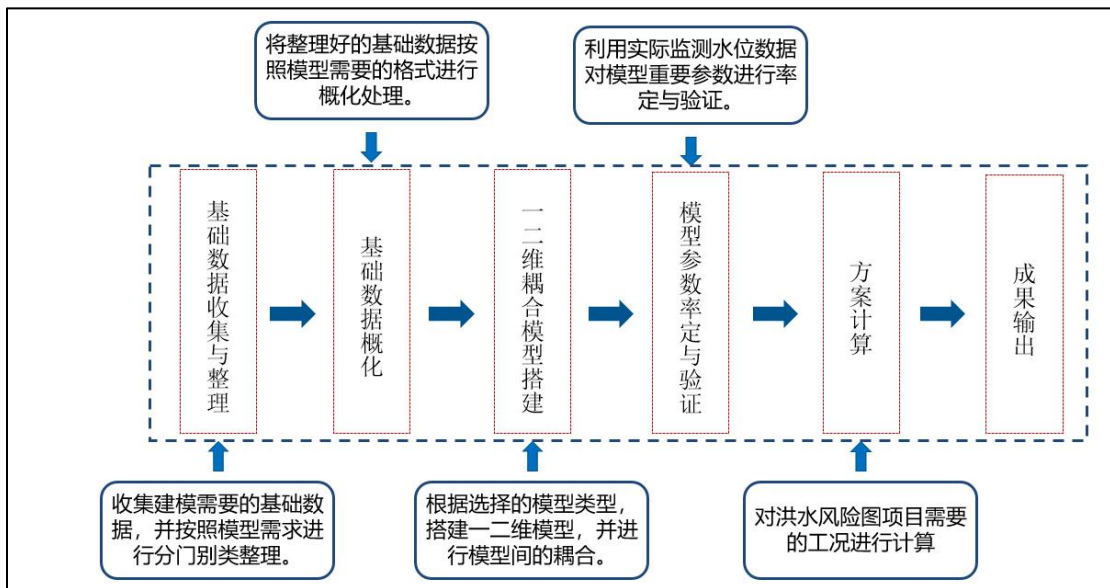 将整理好的基础数据按
照模型需要的格式进行
概化处理。
利用实际监测水位数据
对模型重要参数进行率
定与验证。
基础数据收集与整理
基础数据概化
一二维耦合模型搭建
模型参数率定与验证
方案计算
成果输出
收集建模需要的基础数
据，并按照模型需求进
行分门别类整理。
根据选择的模型类型，
搭建一二维模型，并进
行模型间的耦合。
对洪水风险图项目需要
的工况进行计算